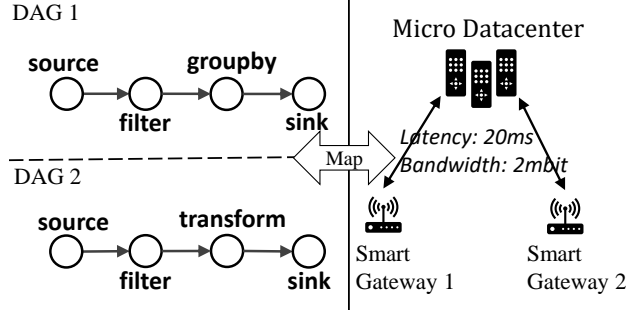 DAG 1
source
groupby
filter
sink
DAG 2
source
transform
filter
sink
Map
Micro Datacenter
Latency: 20ms
Bandwidth: 2mbit
Smart
Gateway 1
Smart
Gateway 2